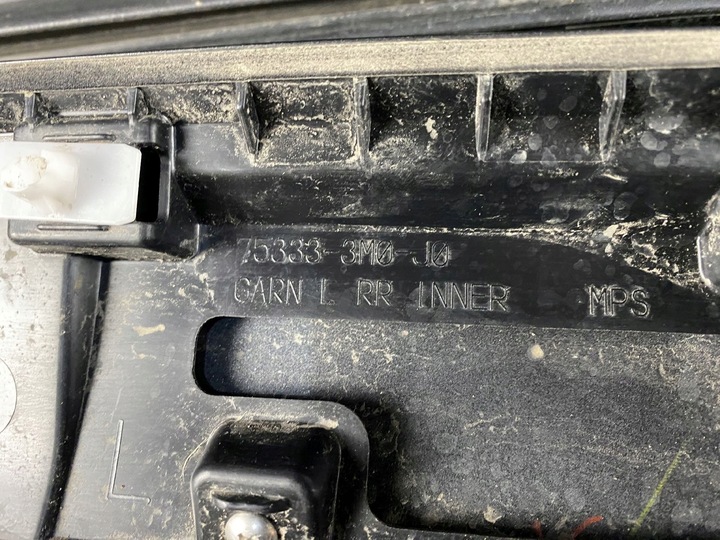 75333-3M0-J0
GARN L RR INNER MPS
L